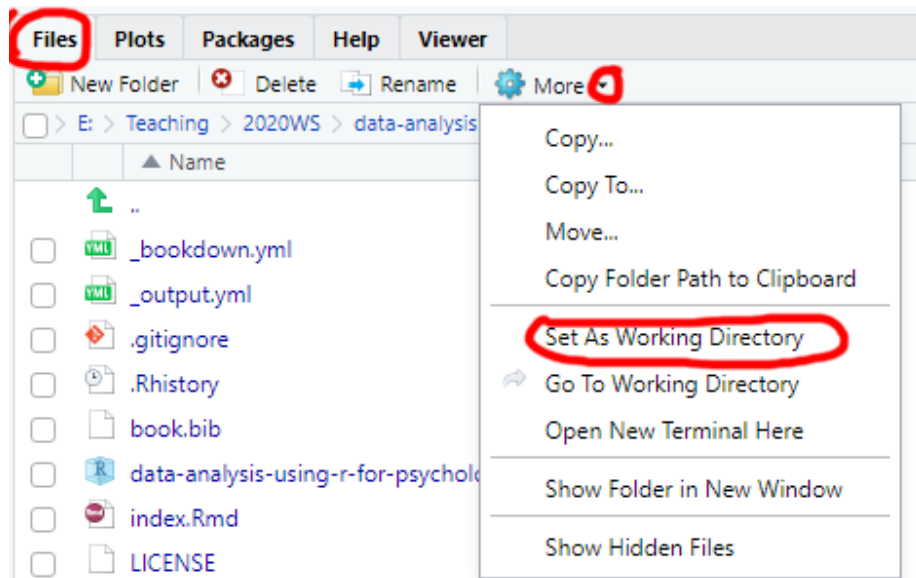 Files Plots Packages Help Viewer
New Folder Delete Rename More
E: > Teaching > 2020WS > data-analysis
Name
..
_bookdown.yml
_output.yml
.gitignore
.Rhistory
book.bib
data-analysis-using-r-for-psycholo
index.Rmd
LICENSE
Copy...
Copy To...
Move...
Copy Folder Path to Clipboard
Set As Working Directory
Go To Working Directory
Open New Terminal Here
Show Folder in New Window
Show Hidden Files